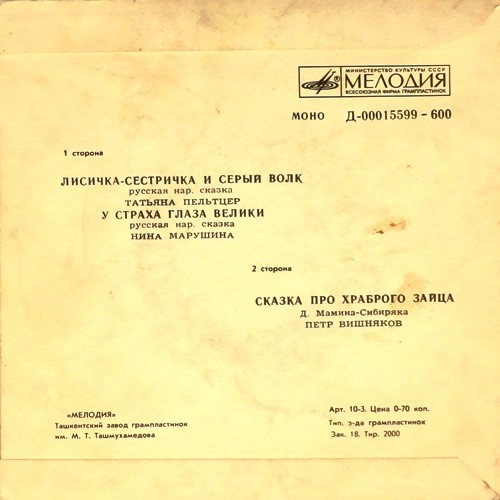 МИНИСТЕРСТВО КУЛЬТУРЫ СССР
МЕЛОДИЯ
ВСЕСОЮЗНАЯ ФИРМА ГРАМПЛАСТИНОК
МОНО Д-00015599-600
1 сторона
ЛИСИЧКА-СЕСТРИЧКА И СЕРЫЙ ВОЛК
русская нар. сказка
ТАТЬЯНА ПЕЛЬТЦЕР
У СТРАХА ГЛАЗА ВЕЛИКИ
русская нар. сказка
НИНА МАРУШИНА
2 сторона
СКАЗКА ПРО ХРАБРОГО ЗАЙЦА
Д. Мамина-Сибиряка
ПЕТР ВИШНЯКОВ
«МЕЛОДИЯ»
Ташкентский завод грампластинок
им. М. Т. Ташмухамедова
Арт. 10-3. Цена 0-70 коп.
Тип. з-да грампластинок
Зак. 18. Тир. 2000